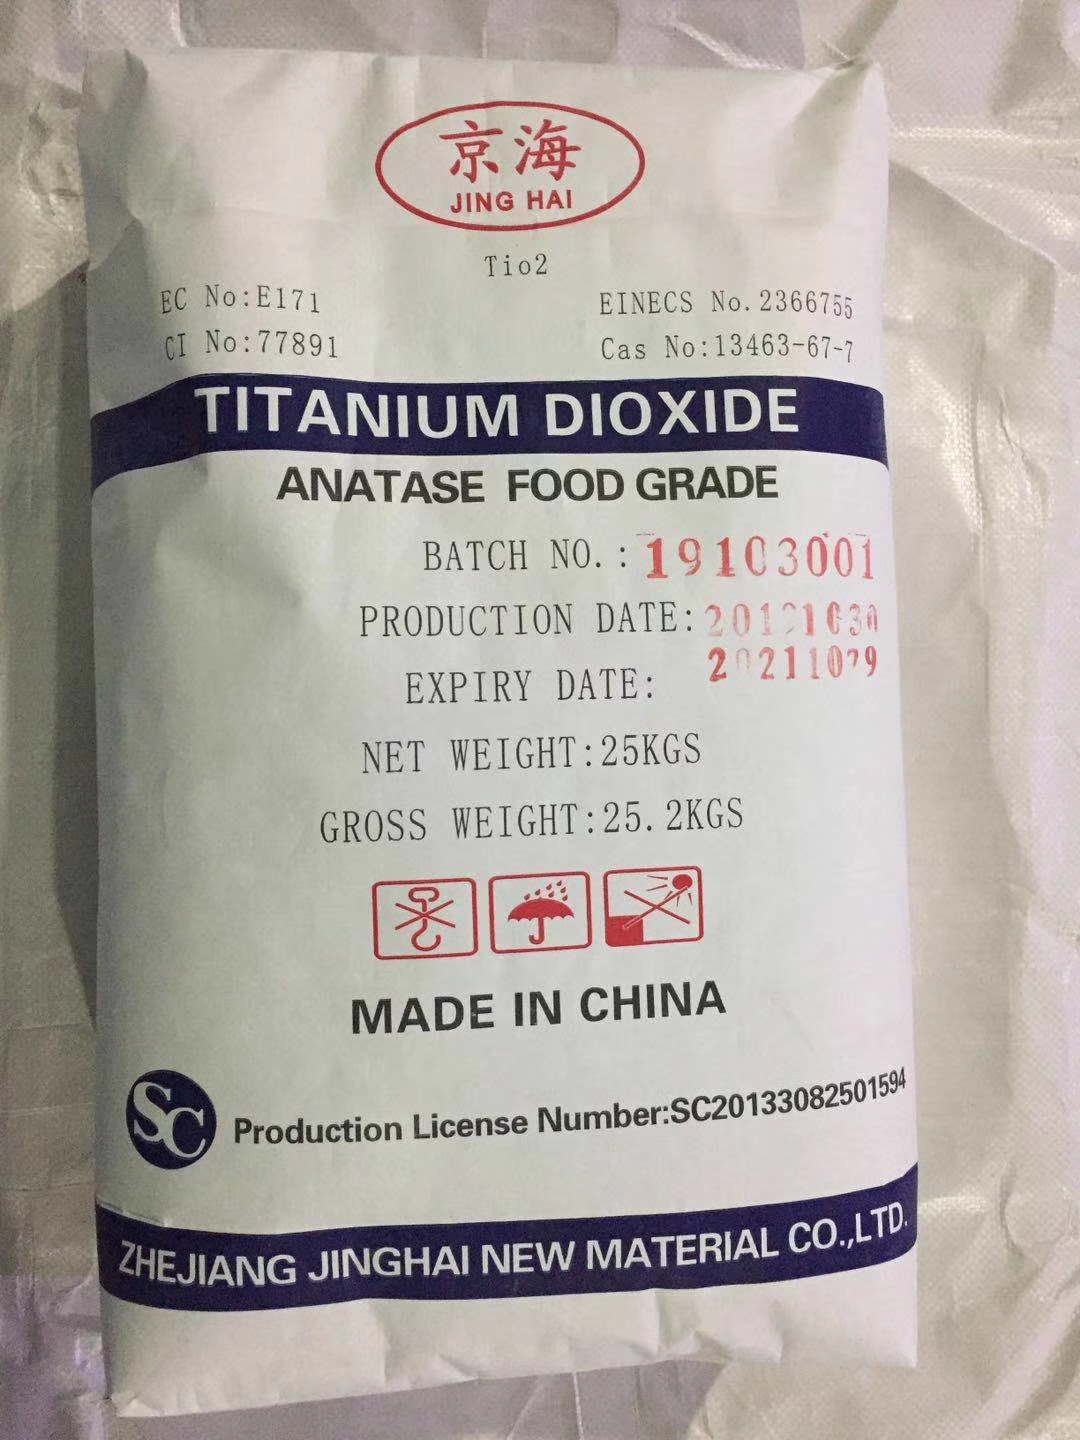 京海
JING HAI
Tio2
EC No:E171
EINECS No.2366755
CI No:77891
Cas No:13463-67-7
TITANIUM DIOXIDE
ANATASE FOOD GRADE
BATCH NO.:19103001
PRODUCTION DATE:20191030
EXPIRY DATE: 20211029
NET WEIGHT:25KGS
GROSS WEIGHT:25.2KGS
MADE IN CHINA
SC Production License Number:SC20133082501594
ZHEJIANG JINGHAI NEW MATERIAL CO.,LTD.